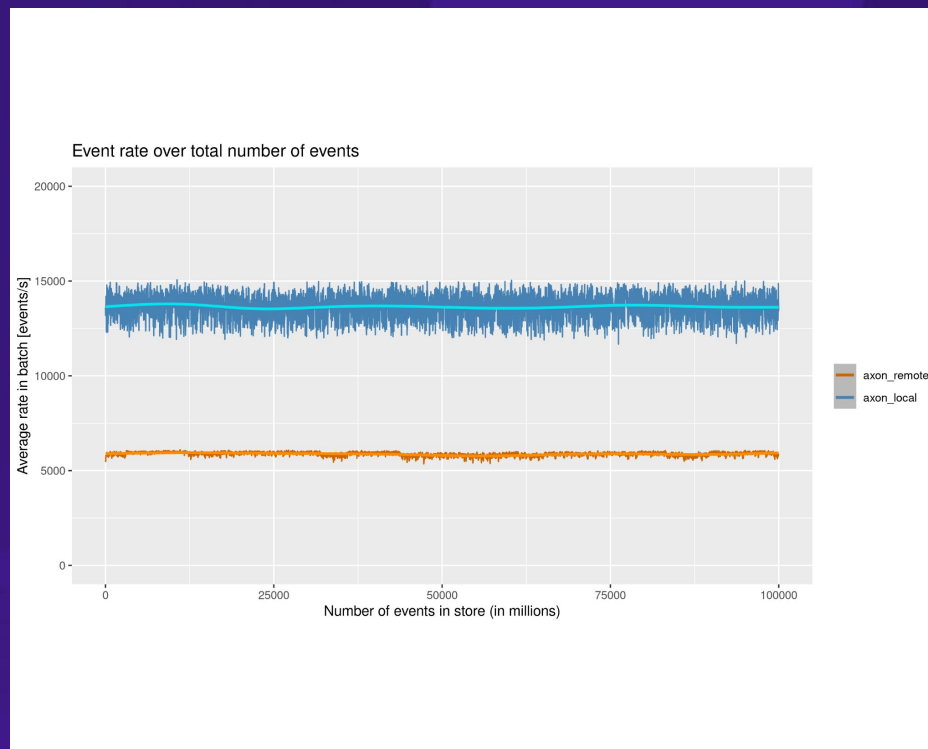 Event rate over total number of events
20000
15000
10000
5000
0
Average rate in batch [events/s]
0 25000 50000 75000 100000
Number of events in store (in millions)
axon_remote
axon_local